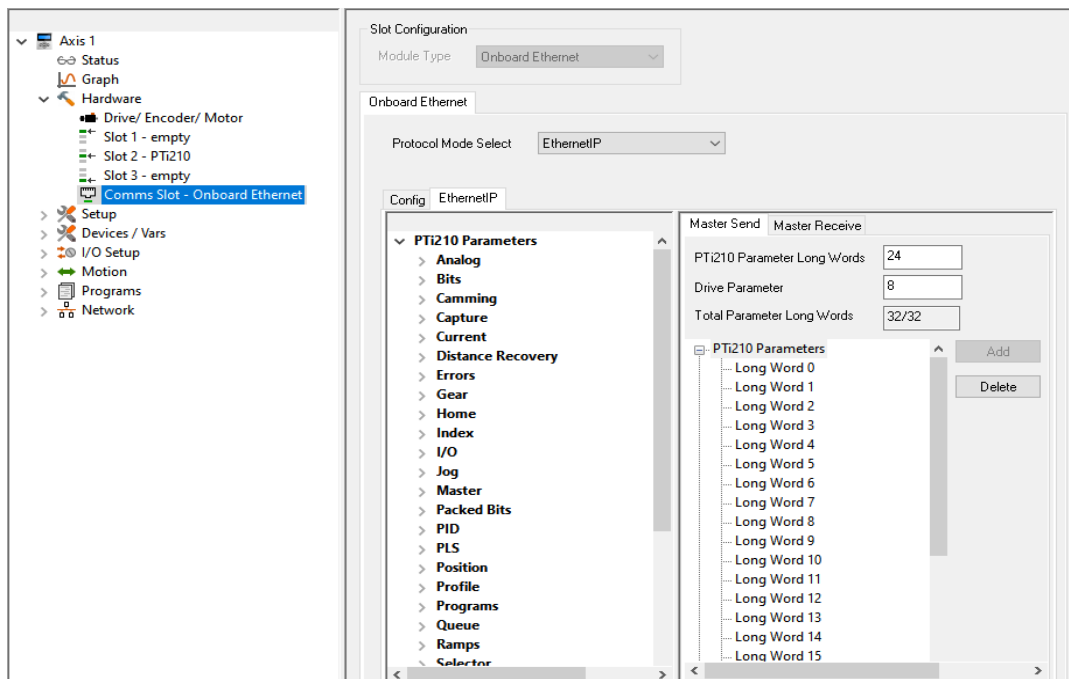 Axis 1
Status
Graph
Hardware
Drive/ Encoder/ Motor
Slot 1 - empty
Slot 2 - PTi210
Slot 3 - empty
Comms Slot - Onboard Ethernet
Setup
Devices / Vars
I/O Setup
Motion
Programs
Network
Slot Configuration
Module Type Onboard Ethernet
Onboard Ethernet
Protocol Mode Select EthernetIP
Config EthernetIP
PTi210 Parameters
Analog
Bits
Camming
Capture
Current
Distance Recovery
Errors
Gear
Home
Index
I/O
Jog
Master
Packed Bits
PID
PLS
Position
Profile
Programs
Queue
Ramps
Selector
Master Send Master Receive
PTi210 Parameter Long Words 24
Drive Parameter 8
Total Parameter Long Words 32/32
PTi210 Parameters
Long Word 0
Long Word 1
Long Word 2
Long Word 3
Long Word 4
Long Word 5
Long Word 6
Long Word 7
Long Word 8
Long Word 9
Long Word 10
Long Word 11
Long Word 12
Long Word 13
Long Word 14
Long Word 15
Add
Delete